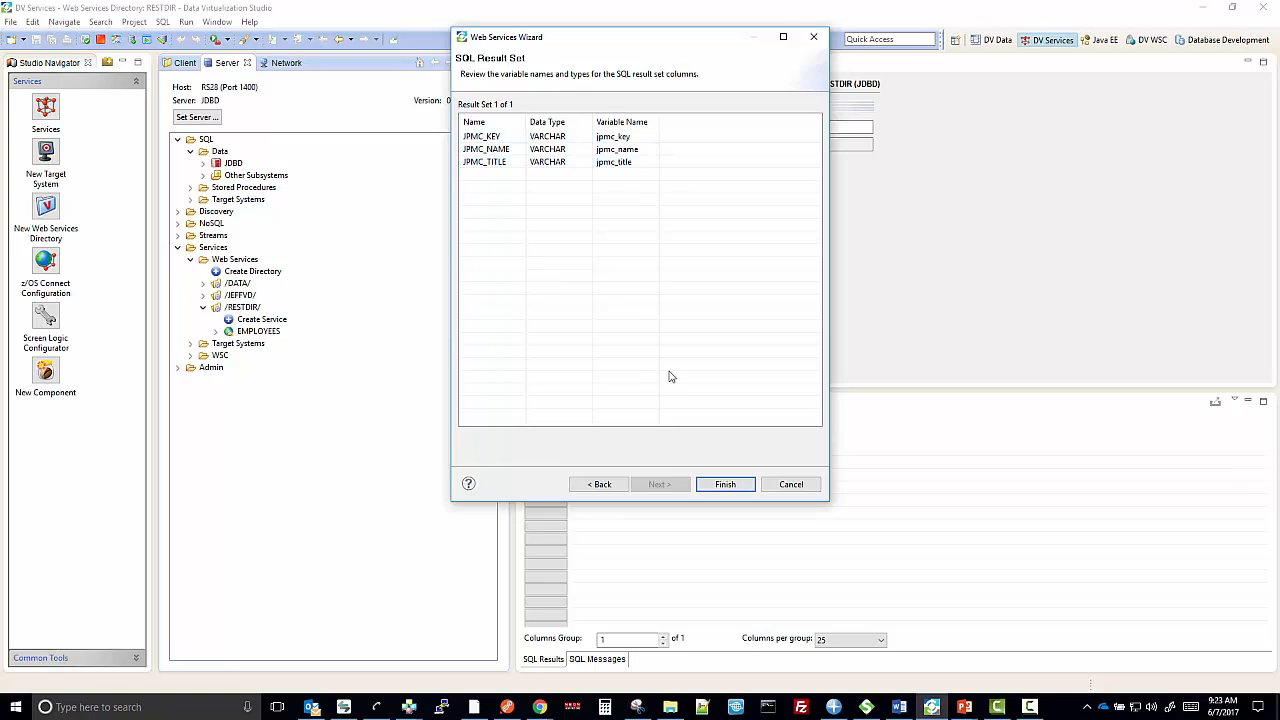 DV Services - Web Services Directory: RESTDIR - Data Virtualization Studio
File Edit Navigate Search Project SQL Run Window Help
Quick Access
DV Data
DV Services
Java EE
DV WSC
Database Development
Studio Navigator
Services
Services
New Target
System
New Web Services
Directory
z/OS Connect
Configuration
Screen Logic
Configurator
New Component
Common Tools
Client
Server
Network
Host: RS28 (Port 1400)
Server: JDBD
Version: 0
Set Server ...
SQL
Data
JDBD
Other Subsystems
Stored Procedures
Target Systems
Discovery
NoSQL
Streams
Services
Web Services
Create Directory
/DATA/
/JEFFVD/
/RESTDIR/
Create Service
EMPLOYEES
Target Systems
WSC
Admin
Web Services Wizard
SQL Result Set
Review the variable names and types for the SQL result set columns.
Result Set 1 of 1
Name Data Type Variable Name
JPMC_KEY VARCHAR jpmc_key
JPMC_NAME VARCHAR jpmc_name
JPMC_TITLE VARCHAR jpmc_title
< Back
Next >
Finish
Cancel
RTDIR (JDBD)
Columns Group: 1 of 1 Columns per group: 25
SQL Results SQL Messages
Type here to search
9:23 AM
6/7/2017